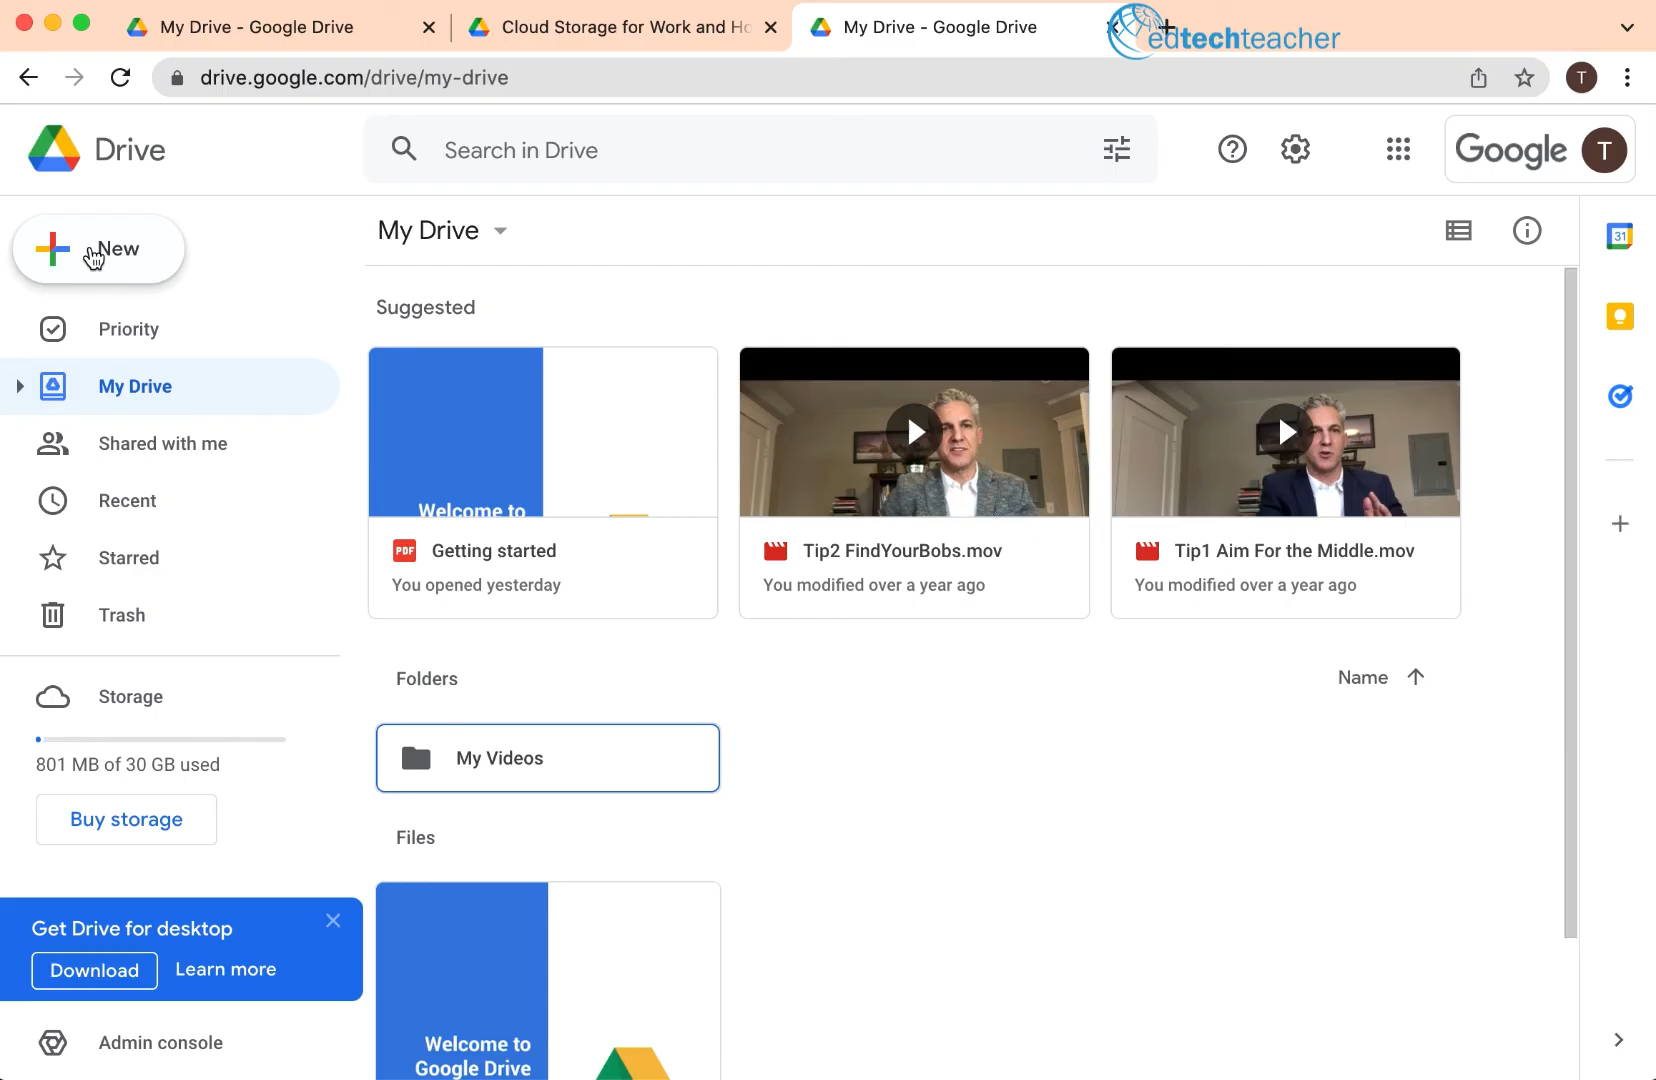 My Drive - Google Drive
Cloud Storage for Work and Ho
My Drive - Google Drive
edtechteacher
drive.google.com/drive/my-drive
T
Drive
Search in Drive
Google
T
New
My Drive
31
Priority
My Drive
Shared with me
Recent
Starred
Trash
Storage
801 MB of 30 GB used
Buy storage
Get Drive for desktop
Download
Learn more
Admin console
Suggested
Welcome to
PDF
Getting started
You opened yesterday
Tip2 FindYourBobs.mov
You modified over a year ago
Tip1 Aim For the Middle.mov
You modified over a year ago
Folders
Name
My Videos
Files
Welcome to
Google Drive